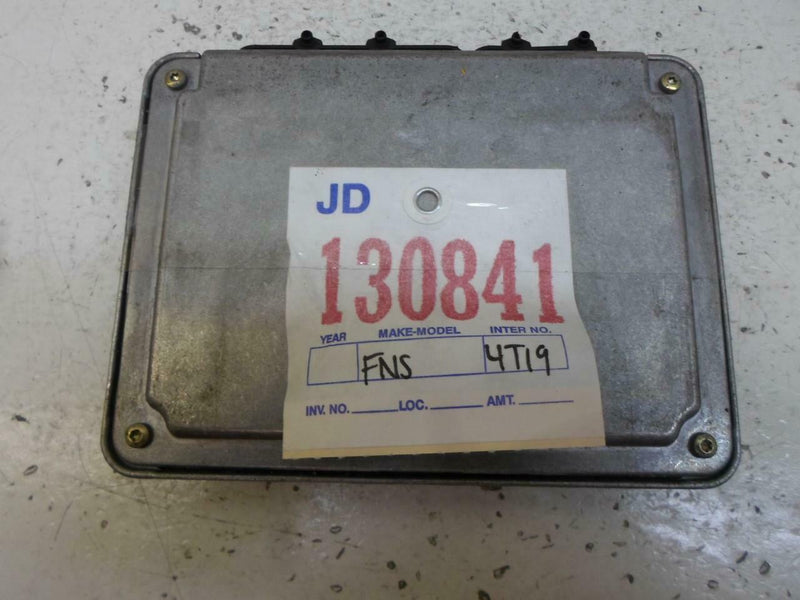 JD
130841
YEAR MAKE-MODEL INTER NO.
FNS 4T19
INV. NO. LOC. AMT.